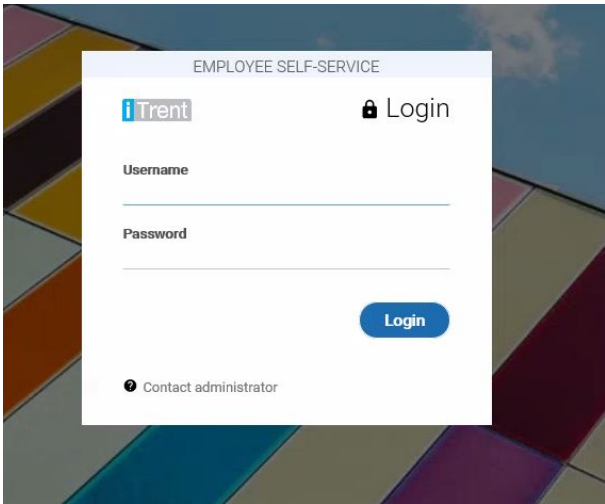 EMPLOYEE SELF-SERVICE
iTrent
Login
Username
Password
Login
Contact administrator